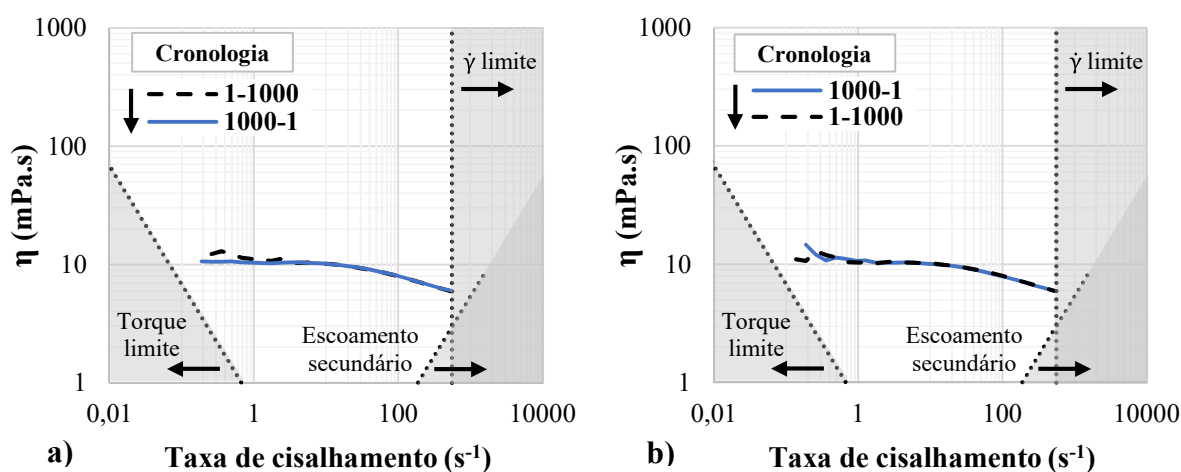 1000
100
10
1
η (mPa.s)
Cronologia
1-1000
1000-1
γ̇ limite
Torque
limite
Escoamento
secundário
0,01
1
100
10000
a)
Taxa de cisalhamento (s⁻¹)
1000
100
10
1
η (mPa.s)
Cronologia
1000-1
1-1000
γ̇ limite
Torque
limite
Escoamento
secundário
0,01
1
100
10000
b)
Taxa de cisalhamento (s⁻¹)